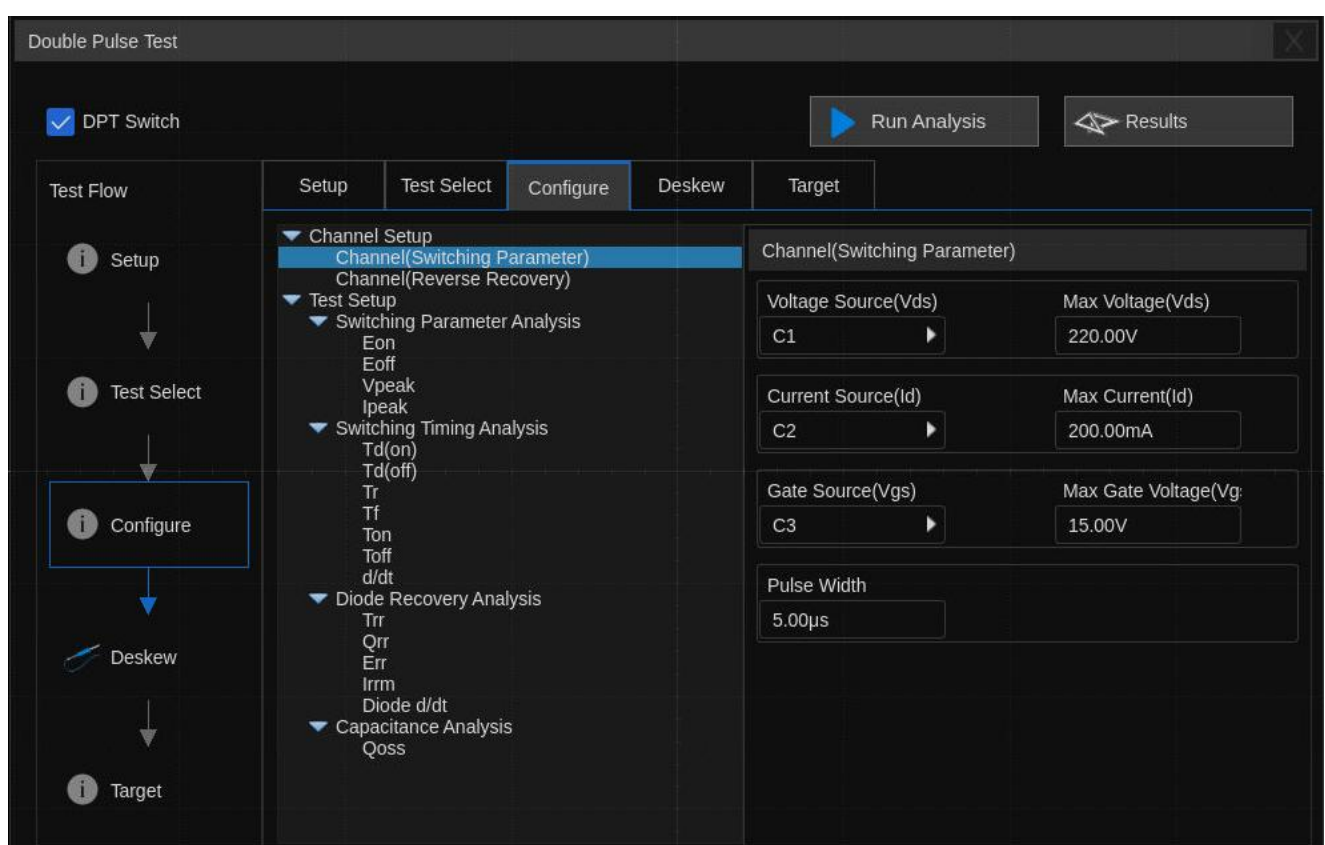 Double Pulse Test
X
DPT Switch
Run Analysis
Results
Test Flow
Setup
Test Select
Configure
Deskew
Target
Setup
Test Select
Configure
Deskew
Target
Channel Setup
Channel(Switching Parameter)
Channel(Reverse Recovery)
Test Setup
Switching Parameter Analysis
Eon
Eoff
Vpeak
Ipeak
Switching Timing Analysis
Td(on)
Td(off)
Tr
Tf
Ton
Toff
d/dt
Diode Recovery Analysis
Trr
Qrr
Err
Irrm
Diode d/dt
Capacitance Analysis
Qoss
Channel(Switching Parameter)
Voltage Source(Vds)
Max Voltage(Vds)
C1
220.00V
Current Source(Id)
Max Current(Id)
C2
200.00mA
Gate Source(Vgs)
Max Gate Voltage(Vg
C3
15.00V
Pulse Width
5.00µs